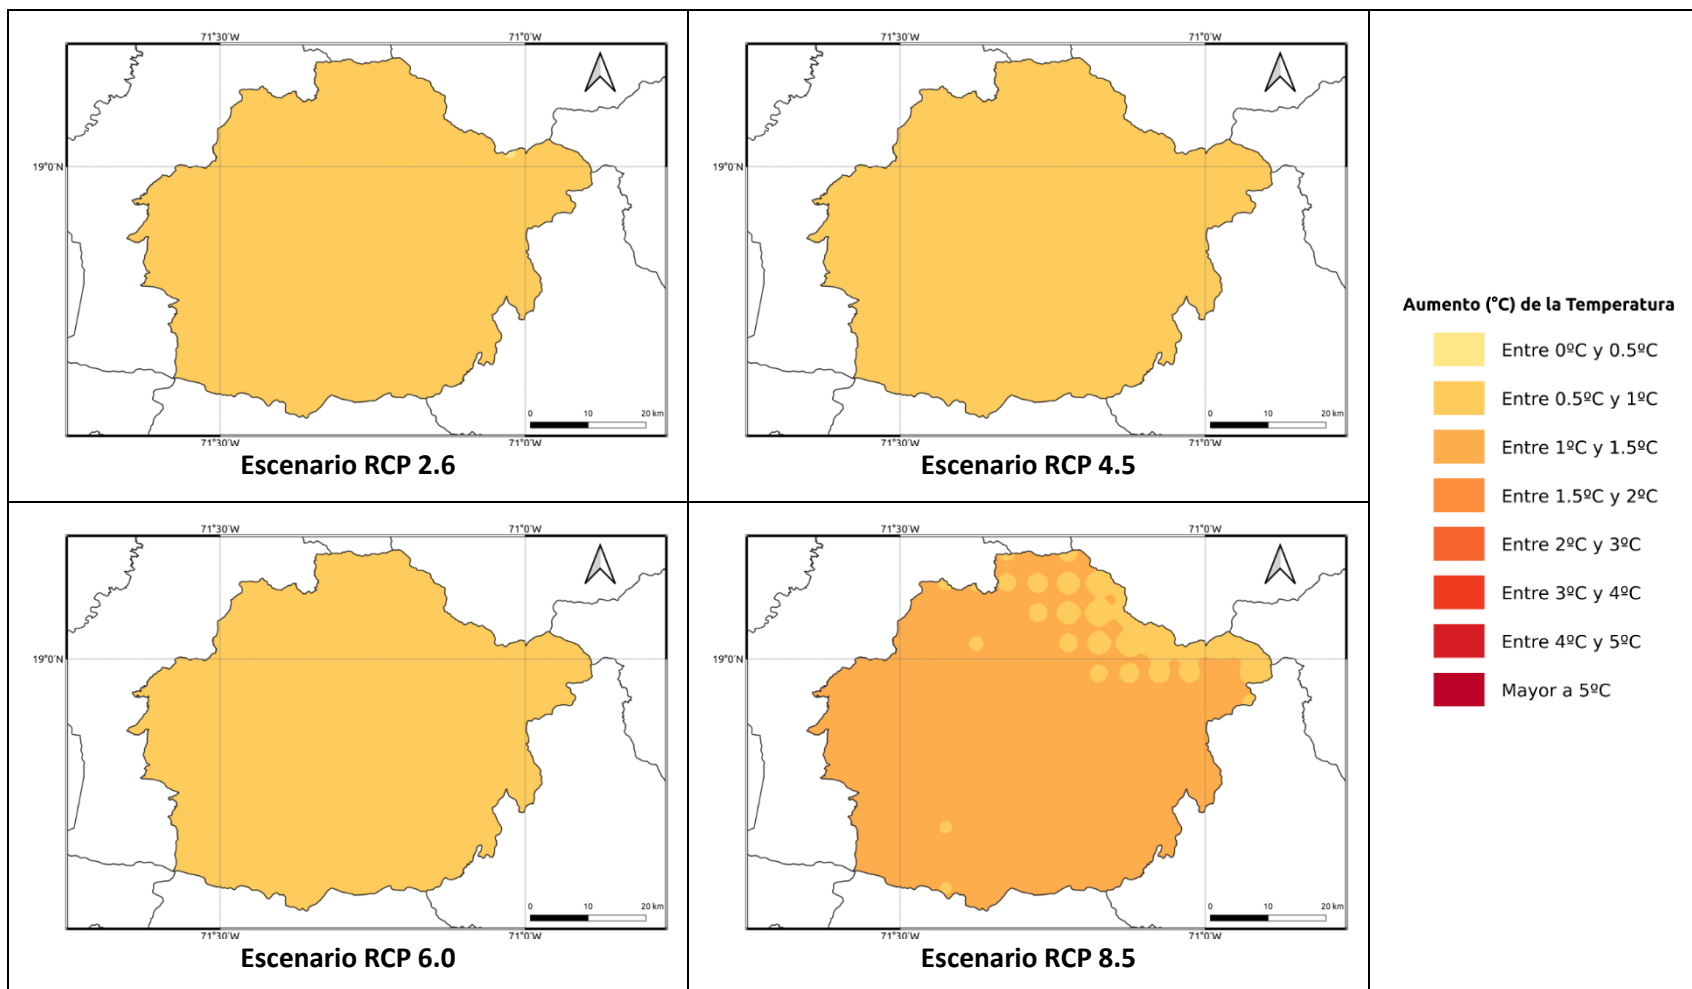 71°30'W
71°0'W
19°0'N
0 10 20 km
71°30'W
71°0'W
Escenario RCP 2.6
71°30'W
71°0'W
19°0'N
0 10 20 km
71°30'W
71°0'W
Escenario RCP 4.5
71°30'W
71°0'W
19°0'N
0 10 20 km
71°30'W
71°0'W
Escenario RCP 6.0
71°30'W
71°0'W
19°0'N
0 10 20 km
71°30'W
71°0'W
Escenario RCP 8.5
Aumento (°C) de la Temperatura
Entre 0ºC y 0.5ºC
Entre 0.5ºC y 1ºC
Entre 1ºC y 1.5ºC
Entre 1.5ºC y 2ºC
Entre 2ºC y 3ºC
Entre 3ºC y 4ºC
Entre 4ºC y 5ºC
Mayor a 5ºC